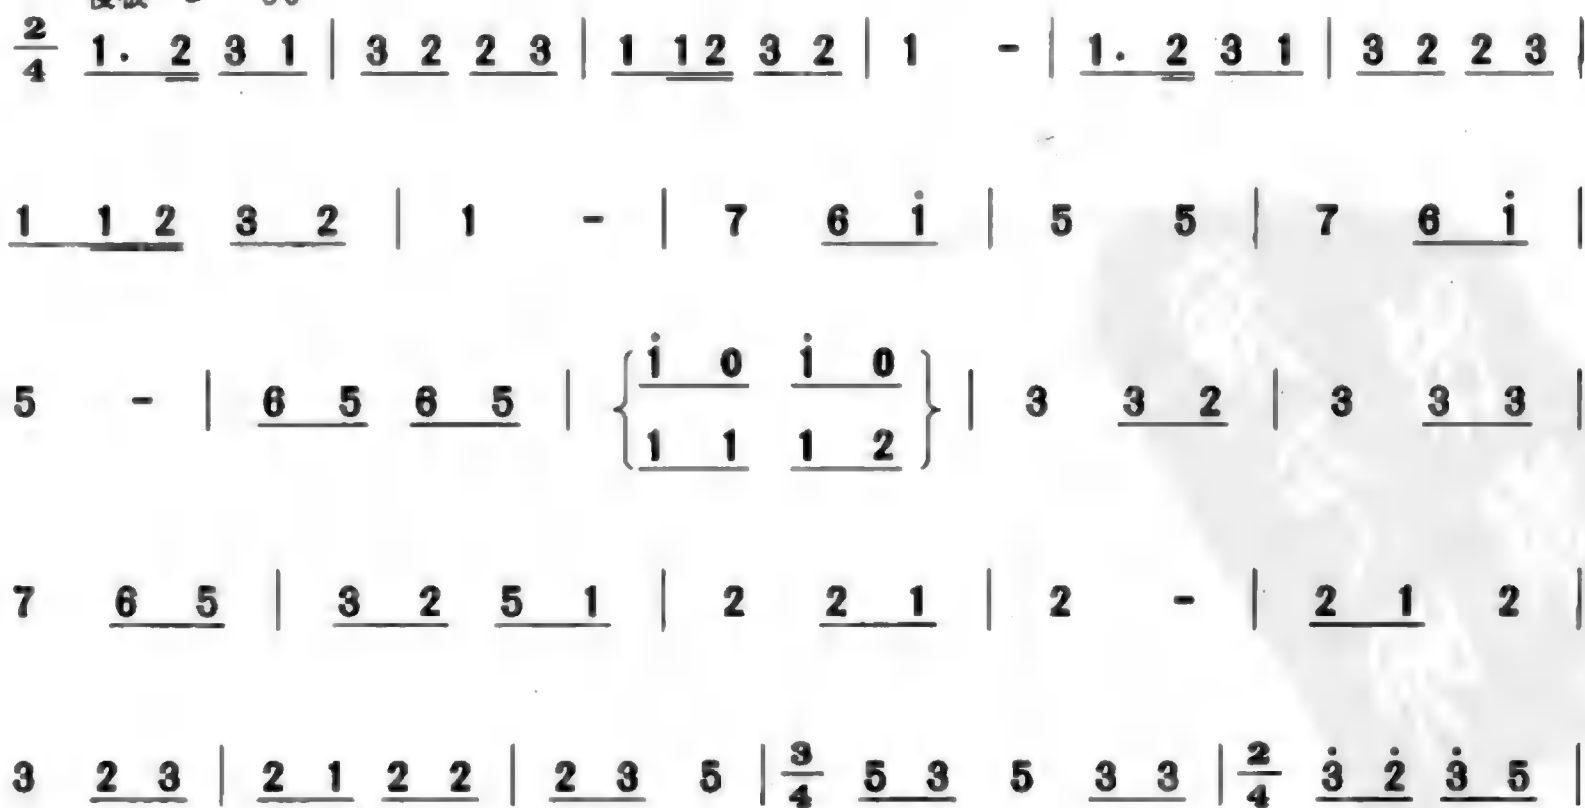 2/4 1. 2 3 1 | 3 2 2 3 | 1 12 3 2 | 1 - | 1. 2 3 1 | 3 2 2 3 |
1 1 2 3 2 | 1 - | 7 6 i | 5 5 | 7 6 i |
5 - | 6 5 6 5 | { i 0 i 0 } | 3 3 2 | 3 3 3 |
{ 1 1 1 2 }
7 6 5 | 3 2 5 1 | 2 2 1 | 2 - | 2 1 2 |
3 2 3 | 2 1 2 2 | 2 3 5 | 3/4 5 3 5 3 3 | 2/4 3̇ 2̇ 3̇ 5 |